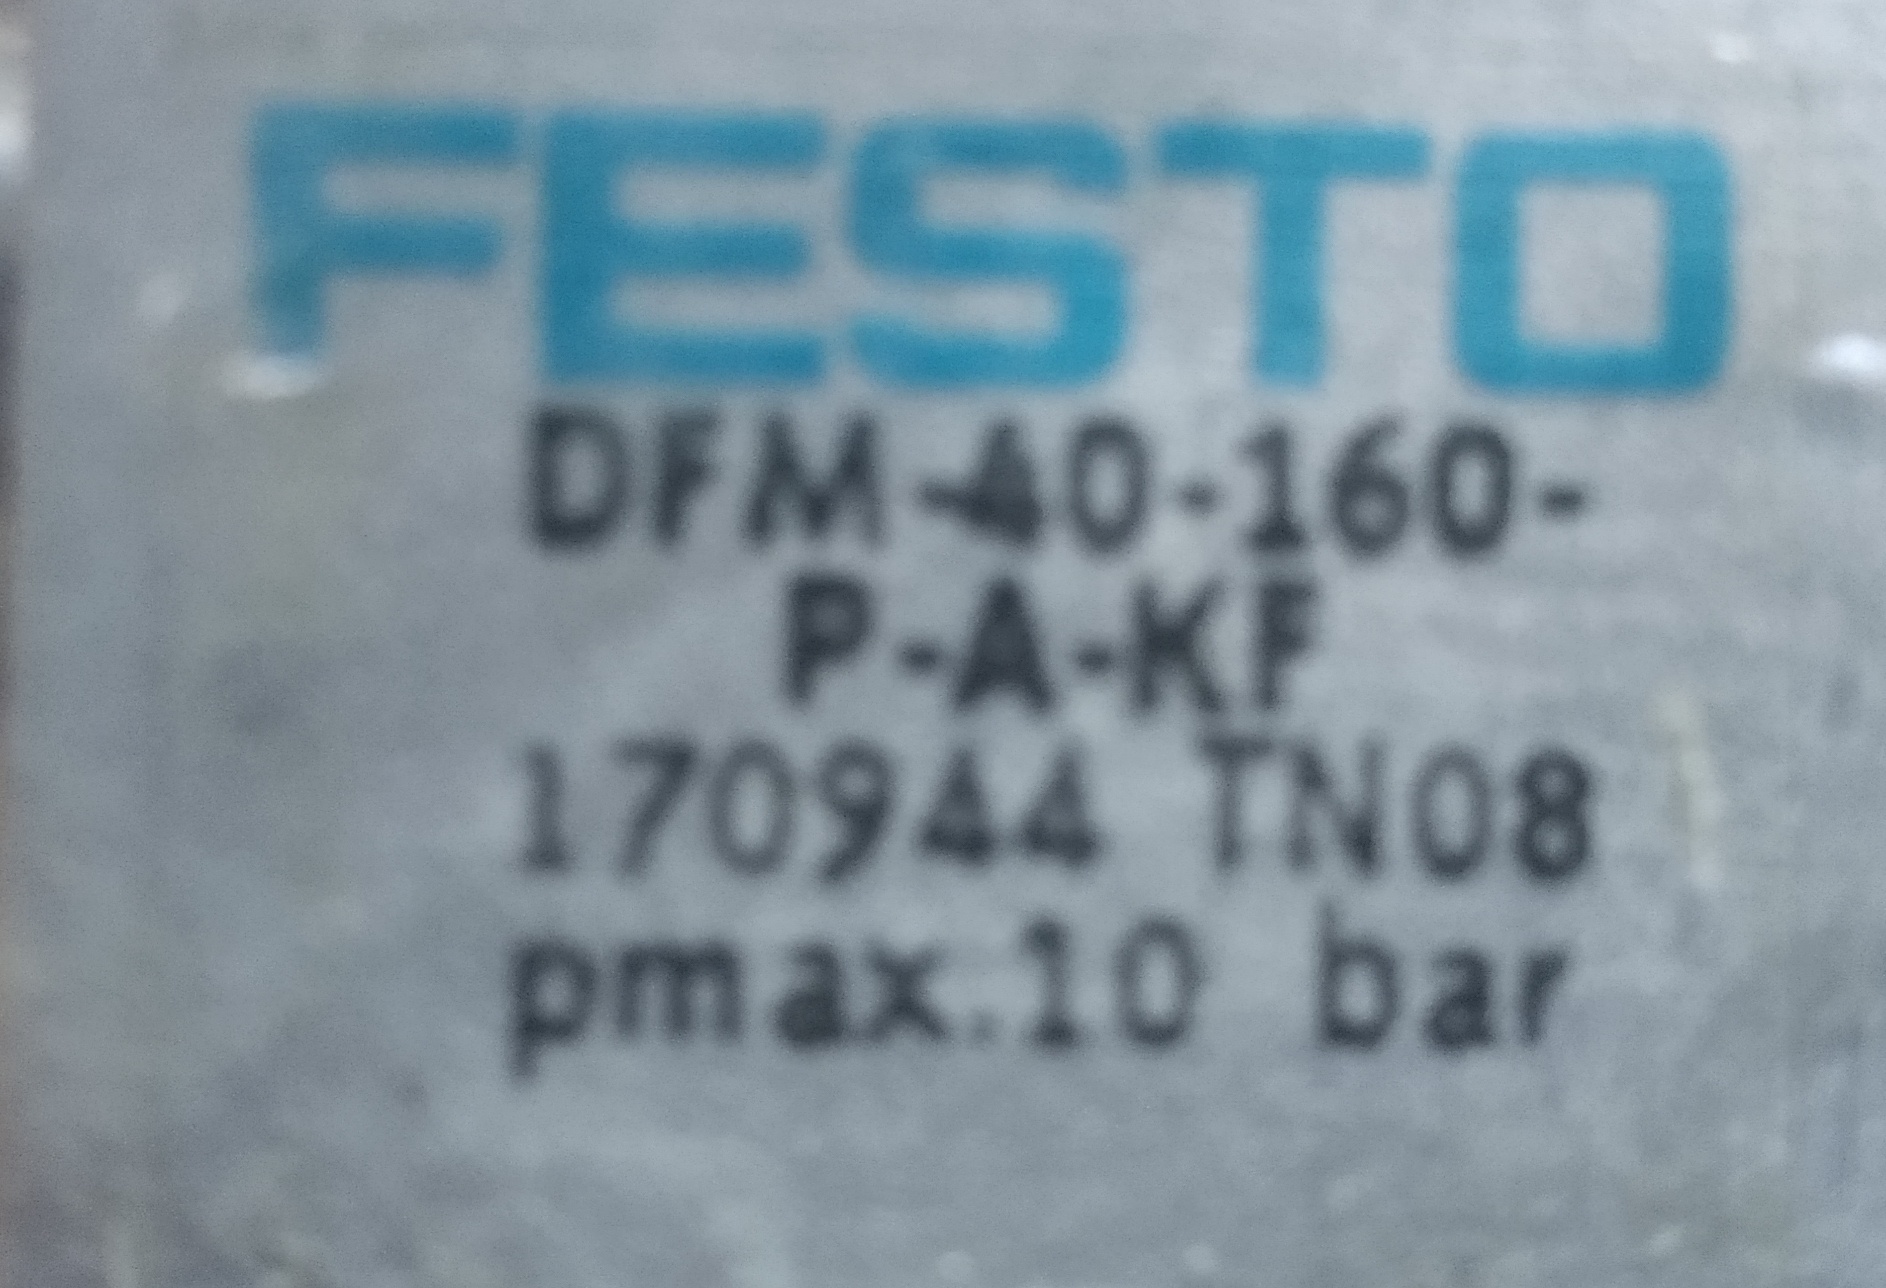 FESTO
DFM-40-160-
P-A-KF
170944 TN08
pmax.10 bar